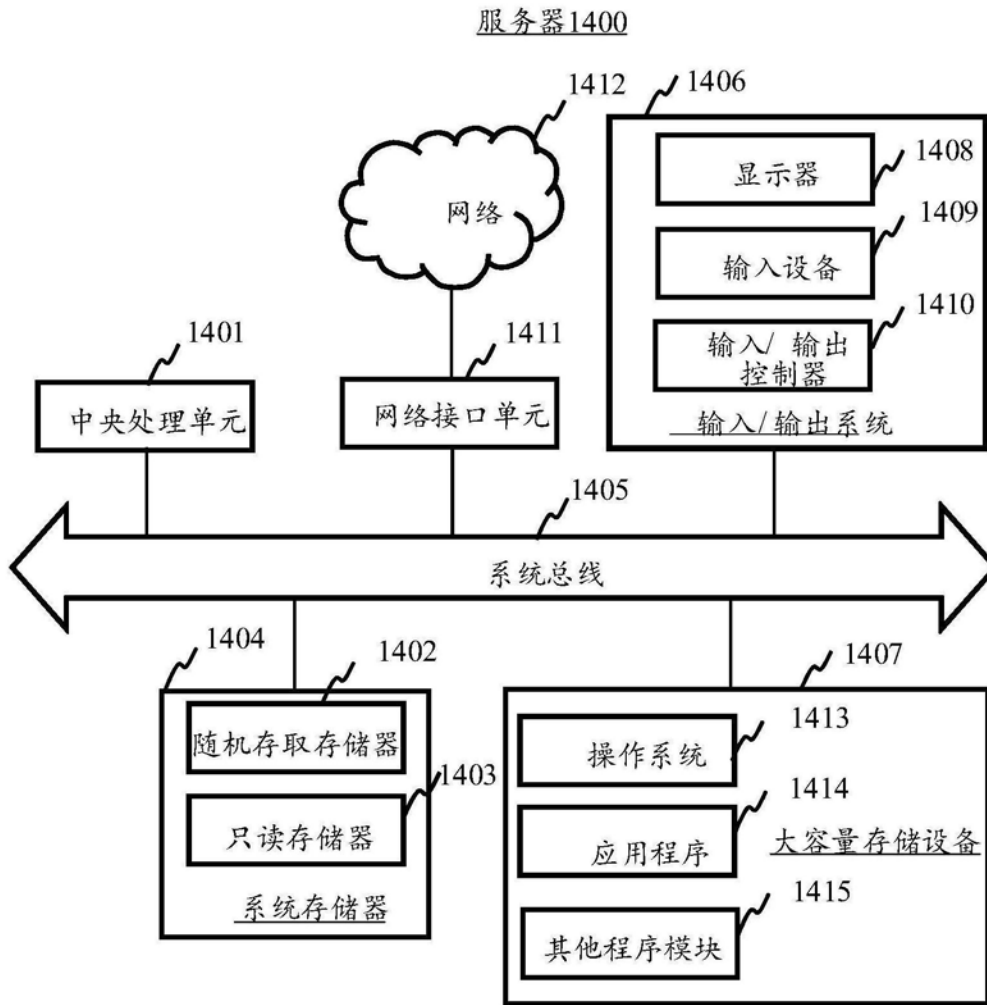 服务器1400
1412
1406
网络
显示器
1408
输入设备
1409
输入/ 输出
控制器
1410
输入/输出系统
1401
中央处理单元
1411
网络接口单元
1405
系统总线
1404
1402
随机存取存储器
1403
只读存储器
系统存储器
1407
1413
操作系统
1414
应用程序
大容量存储设备
1415
其他程序模块